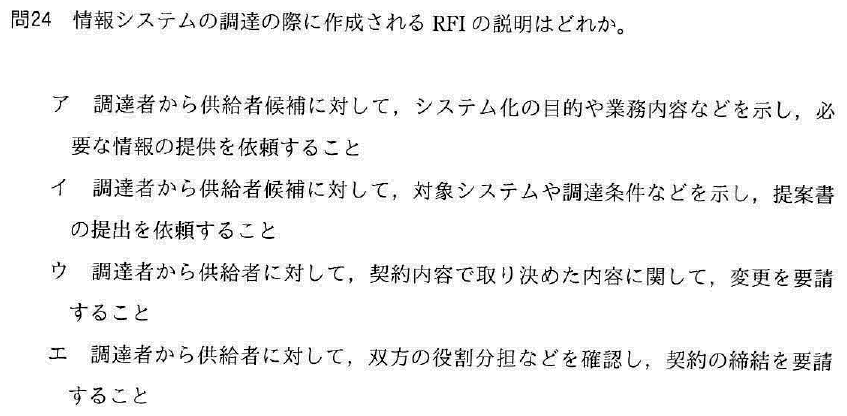 問24 情報システムの調達の際に作成される RFI の説明はどれか。
ア 調達者から供給者候補に対して，システム化の目的や業務内容などを示し，必
要な情報の提供を依頼すること
イ 調達者から供給者候補に対して，対象システムや調達条件などを示し，提案書
の提出を依頼すること
ウ 調達者から供給者に対して，契約内容で取り決めた内容に関して，変更を要請
すること
エ 調達者から供給者に対して，双方の役割分担などを確認し，契約の締結を要請
すること